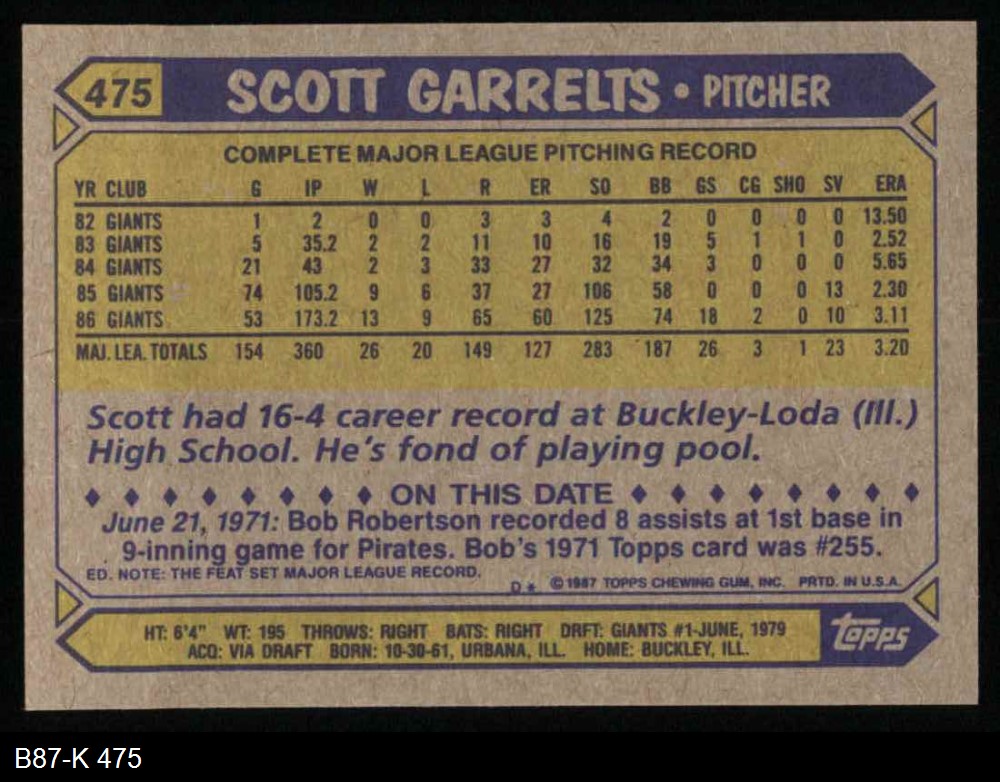 475 SCOTT GARRELTS • PITCHER
COMPLETE MAJOR LEAGUE PITCHING RECORD
YR CLUB G IP W L R ER SO BB GS CG SHO SV ERA
82 GIANTS 1 2 0 0 3 3 4 2 0 0 0 0 13.50
83 GIANTS 5 35.2 2 2 11 10 16 19 5 1 1 0 2.52
84 GIANTS 21 43 2 3 33 27 32 34 3 0 0 0 5.65
85 GIANTS 74 105.2 9 6 37 27 106 58 0 0 0 13 2.30
86 GIANTS 53 173.2 13 9 65 60 125 74 18 2 0 10 3.11
MAJ. LEA. TOTALS 154 360 26 20 149 127 283 187 26 3 1 23 3.20
Scott had 16-4 career record at Buckley-Loda (Ill.)
High School. He's fond of playing pool.
♦ ♦ ♦ ♦ ♦ ♦ ♦ ♦ ON THIS DATE ♦ ♦ ♦ ♦ ♦ ♦ ♦ ♦
June 21, 1971: Bob Robertson recorded 8 assists at 1st base in
9-inning game for Pirates. Bob's 1971 Topps card was #255.
ED. NOTE: THE FEAT SET MAJOR LEAGUE RECORD.
D* © 1987 TOPPS CHEWING GUM, INC. PRTD. IN U.S.A.
HT: 6'4" WT: 195 THROWS: RIGHT BATS: RIGHT DRFT: GIANTS #1-JUNE, 1979
ACQ: VIA DRAFT BORN: 10-30-61, URBANA, ILL. HOME: BUCKLEY, ILL.
topps
B87-K 475